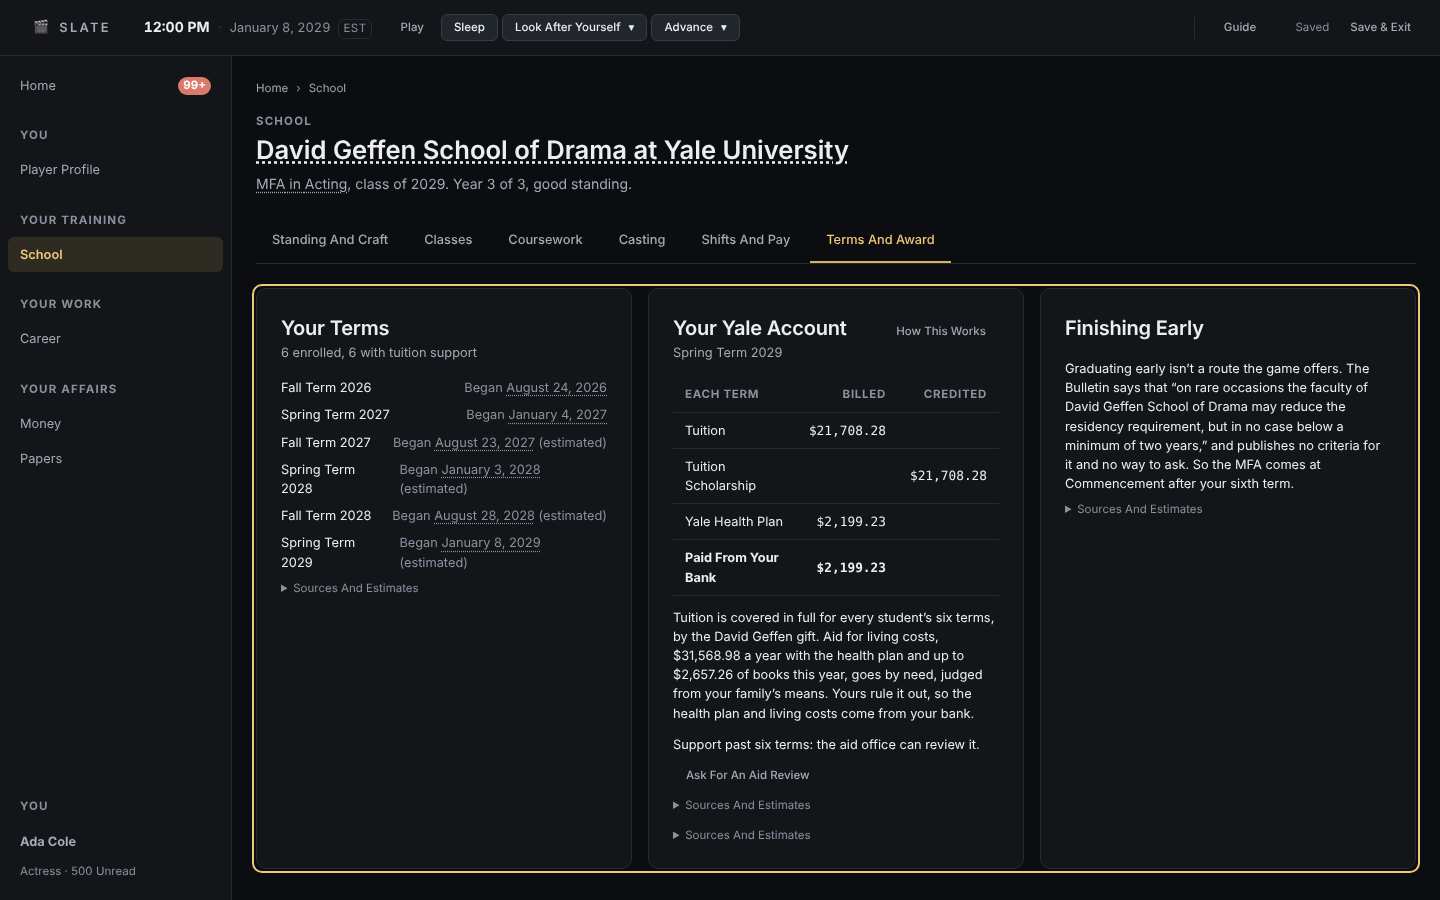 SLATE
12:00 PM · January 8, 2029 EST
Play
Sleep
Look After Yourself ▾
Advance ▾
Guide
Saved
Save & Exit
Home
99+
YOU
Player Profile
YOUR TRAINING
School
YOUR WORK
Career
YOUR AFFAIRS
Money
Papers
YOU
Ada Cole
Actress · 500 Unread
Home › School
SCHOOL
David Geffen School of Drama at Yale University
MFA in Acting, class of 2029. Year 3 of 3, good standing.
Standing And Craft
Classes
Coursework
Casting
Shifts And Pay
Terms And Award
Your Terms
6 enrolled, 6 with tuition support
Fall Term 2026 Began August 24, 2026
Spring Term 2027 Began January 4, 2027
Fall Term 2027 Began August 23, 2027 (estimated)
Spring Term Began January 3, 2028
2028 (estimated)
Fall Term 2028 Began August 28, 2028 (estimated)
Spring Term Began January 8, 2029
2029 (estimated)
▶ Sources And Estimates
Your Yale Account
How This Works
Spring Term 2029
EACH TERM BILLED CREDITED
Tuition $21,708.28
Tuition
Scholarship $21,708.28
Yale Health Plan $2,199.23
Paid From Your
Bank $2,199.23
Tuition is covered in full for every student’s six terms,
by the David Geffen gift. Aid for living costs,
$31,568.98 a year with the health plan and up to
$2,657.26 of books this year, goes by need, judged
from your family’s means. Yours rule it out, so the
health plan and living costs come from your bank.
Support past six terms: the aid office can review it.
Ask For An Aid Review
▶ Sources And Estimates
▶ Sources And Estimates
Finishing Early
Graduating early isn’t a route the game offers. The
Bulletin says that “on rare occasions the faculty of
David Geffen School of Drama may reduce the
residency requirement, but in no case below a
minimum of two years,” and publishes no criteria for
it and no way to ask. So the MFA comes at
Commencement after your sixth term.
▶ Sources And Estimates